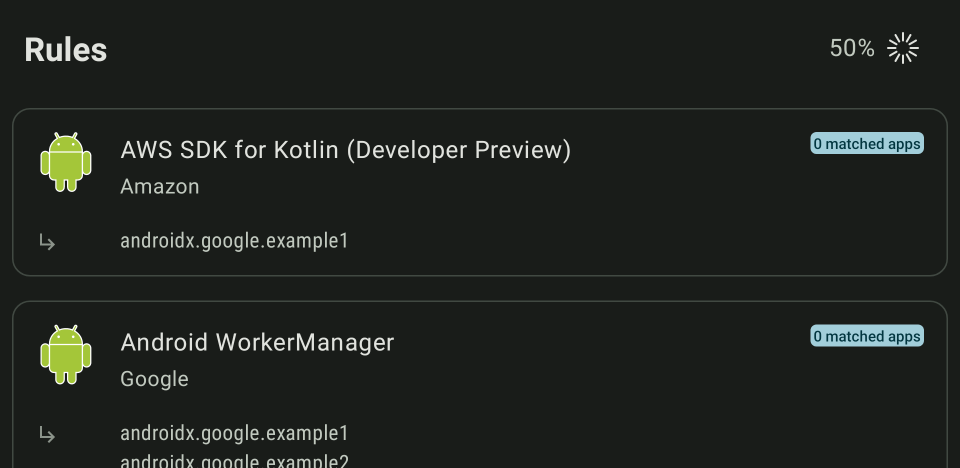 Rules
50%
AWS SDK for Kotlin (Developer Preview)
0 matched apps
Amazon
androidx.google.example1
Android WorkerManager
0 matched apps
Google
androidx.google.example1
androidx.google.example2